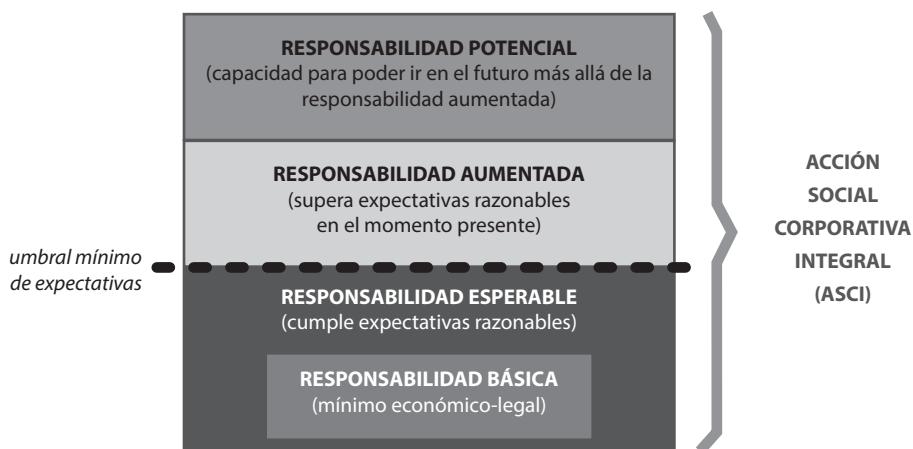 RESPONSABILIDAD POTENCIAL
(capacidad para poder ir en el futuro más allá de la
responsabilidad aumentada)
RESPONSABILIDAD AUMENTADA
(supera expectativas razonables
en el momento presente)
umbral mínimo
de expectativas
RESPONSABILIDAD ESPERABLE
(cumple expectativas razonables)
RESPONSABILIDAD BÁSICA
(mínimo económico-legal)
ACCIÓN
SOCIAL
CORPORATIVA
INTEGRAL
(ASCI)